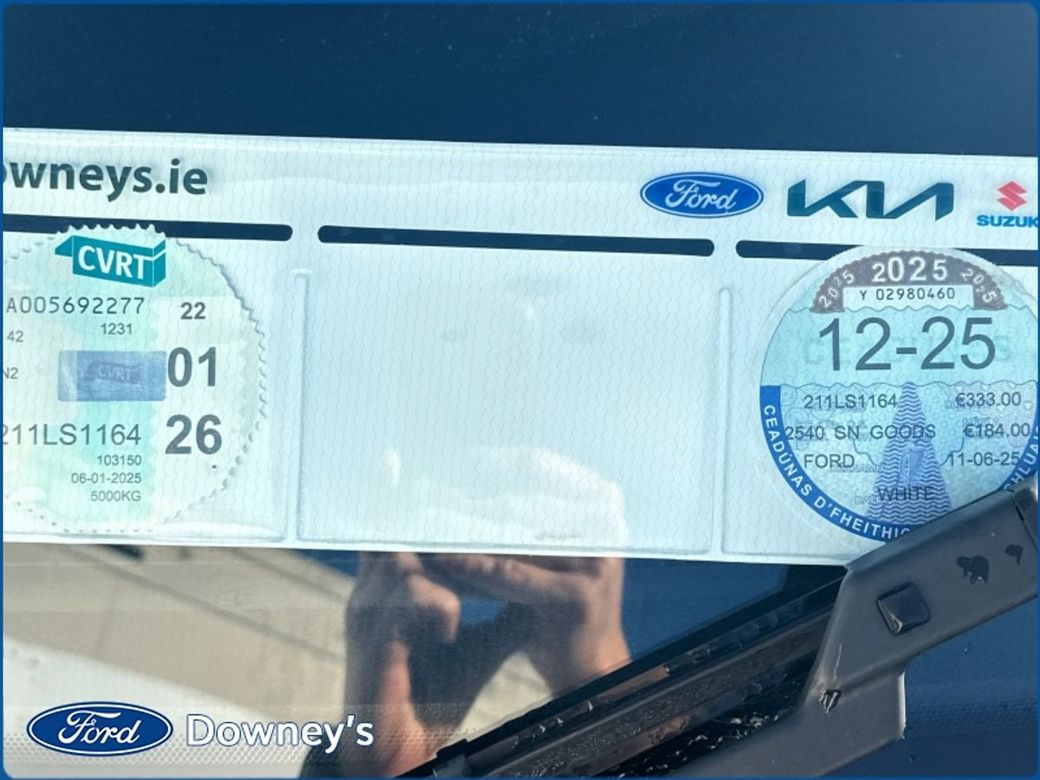 owneys.ie
Ford KIA SUZUK
CVRT
A005692277
22
1231
42
CVRT
01
N2
211LS1164
26
103150
06-01-2025
5000KG
2025 2025 2025
Y 02980460
12-25
211LS1164 €333.00
2540 SN GOODS €184.00
FORD 11-06-25
WHITE
CEADÚNAS D'FHEITHIC
Ford Downey's